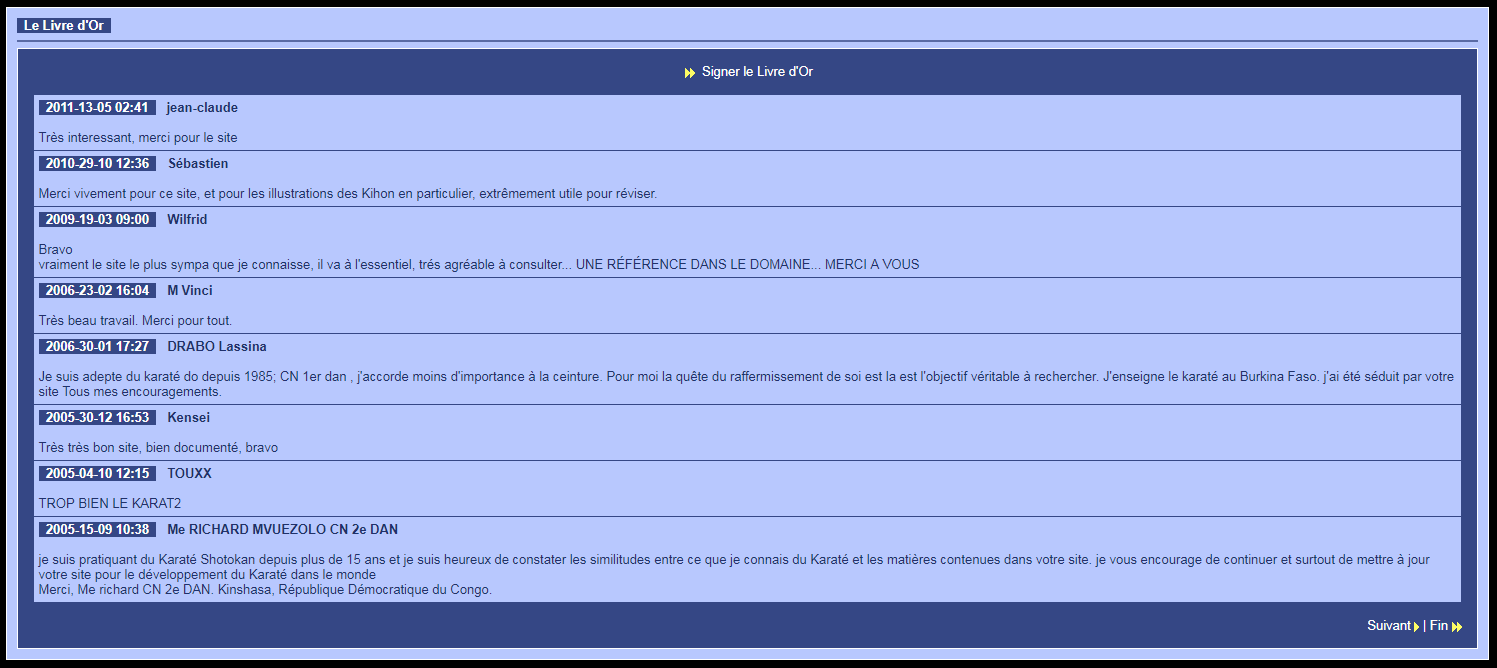 Le Livre d'Or
Signer le Livre d'Or
2011-13-05 02:41 jean-claude
Très interessant, merci pour le site
2010-29-10 12:36 Sébastien
Merci vivement pour ce site, et pour les illustrations des Kihon en particulier, extrêmement utile pour réviser.
2009-19-03 09:00 Wilfrid
Bravo
vraiment le site le plus sympa que je connaisse, il va à l'essentiel, trés agréable à consulter... UNE RÉFÉRENCE DANS LE DOMAINE... MERCI A VOUS
2006-23-02 16:04 M Vinci
Très beau travail. Merci pour tout.
2006-30-01 17:27 DRABO Lassina
Je suis adepte du karaté do depuis 1985; CN 1er dan , j'accorde moins d'importance à la ceinture. Pour moi la quête du raffermissement de soi est la est l'objectif véritable à rechercher. J'enseigne le karaté au Burkina Faso. j'ai été séduit par votre
site Tous mes encouragements.
2005-30-12 16:53 Kensei
Très très bon site, bien documenté, bravo
2005-04-10 12:15 TOUXX
TROP BIEN LE KARAT2
2005-15-09 10:38 Me RICHARD MVUEZOLO CN 2e DAN
je suis pratiquant du Karaté Shotokan depuis plus de 15 ans et je suis heureux de constater les similitudes entre ce que je connais du Karaté et les matières contenues dans votre site. je vous encourage de continuer et surtout de mettre à jour
votre site pour le développement du Karaté dans le monde
Merci, Me richard CN 2e DAN. Kinshasa, République Démocratique du Congo.
Suivant | Fin